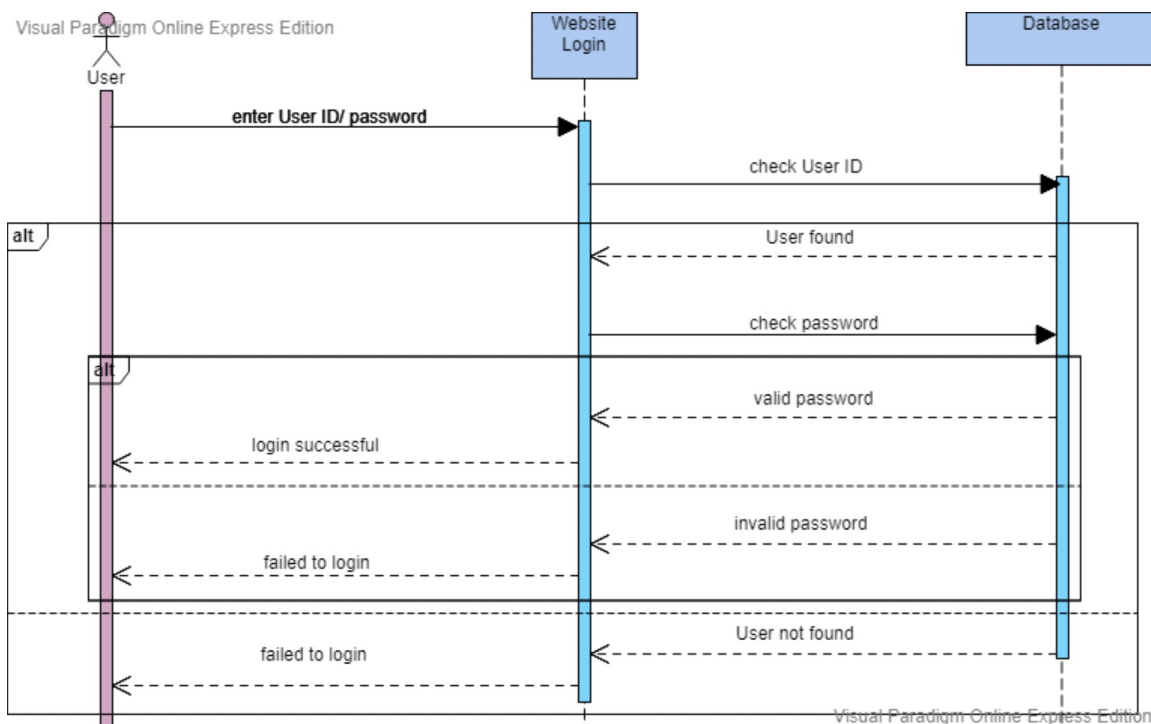 Visual Paradigm Online Express Edition
Website
Login
Database
User
enter User ID/ password
check User ID
alt
User found
check password
alt
valid password
login successful
invalid password
failed to login
User not found
failed to login
Visual Paradigm Online Express Edition